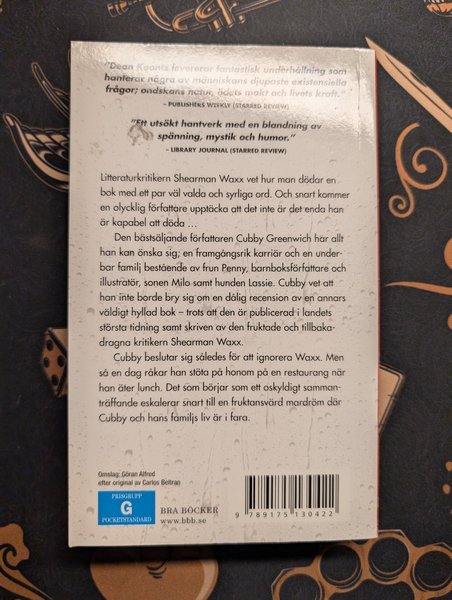 "Dean Koontz levererar fantastisk underhållning som
hanterar några av människans djupaste existensiella
frågor; ondskans natur, ödets makt och livets kraft."
– PUBLISHERS WEEKLY (STARRED REVIEW)
"Ett utsökt hantverk med en blandning av
spänning, mystik och humor."
– LIBRARY JOURNAL (STARRED REVIEW)
Litteraturkritikern Shearman Waxx vet hur man dödar en
bok med ett par väl valda och syrliga ord. Och snart kommer
en olycklig författare upptäcka att det inte är det enda han
är kapabel att döda ...
Den bästsäljande författaren Cubby Greenwich har allt
han kan önska sig; en framgångsrik karriär och en under-
bar familj bestående av frun Penny, barnboksförfattare och
illustratör, sonen Milo samt hunden Lassie. Cubby vet att
han inte borde bry sig om en dålig recension av en annars
väldigt hyllad bok – trots att den är publicerad i landets
största tidning samt skriven av den fruktade och tillbaka-
dragna kritikern Shearman Waxx.
Cubby beslutar sig således för att ignorera Waxx. Men
så en dag råkar han stöta på honom på en restaurang när
han äter lunch. Det som börjar som ett oskyldigt samman-
träffande eskalerar snart till en fruktansvärd mardröm där
Cubby och hans familjs liv är i fara.
Omslag: Göran Alfred
efter original av Carlos Beltran
PRISGRUPP
G
POCKETSTANDARD
BRA BÖCKER
www.bbb.se
9 789175 130422